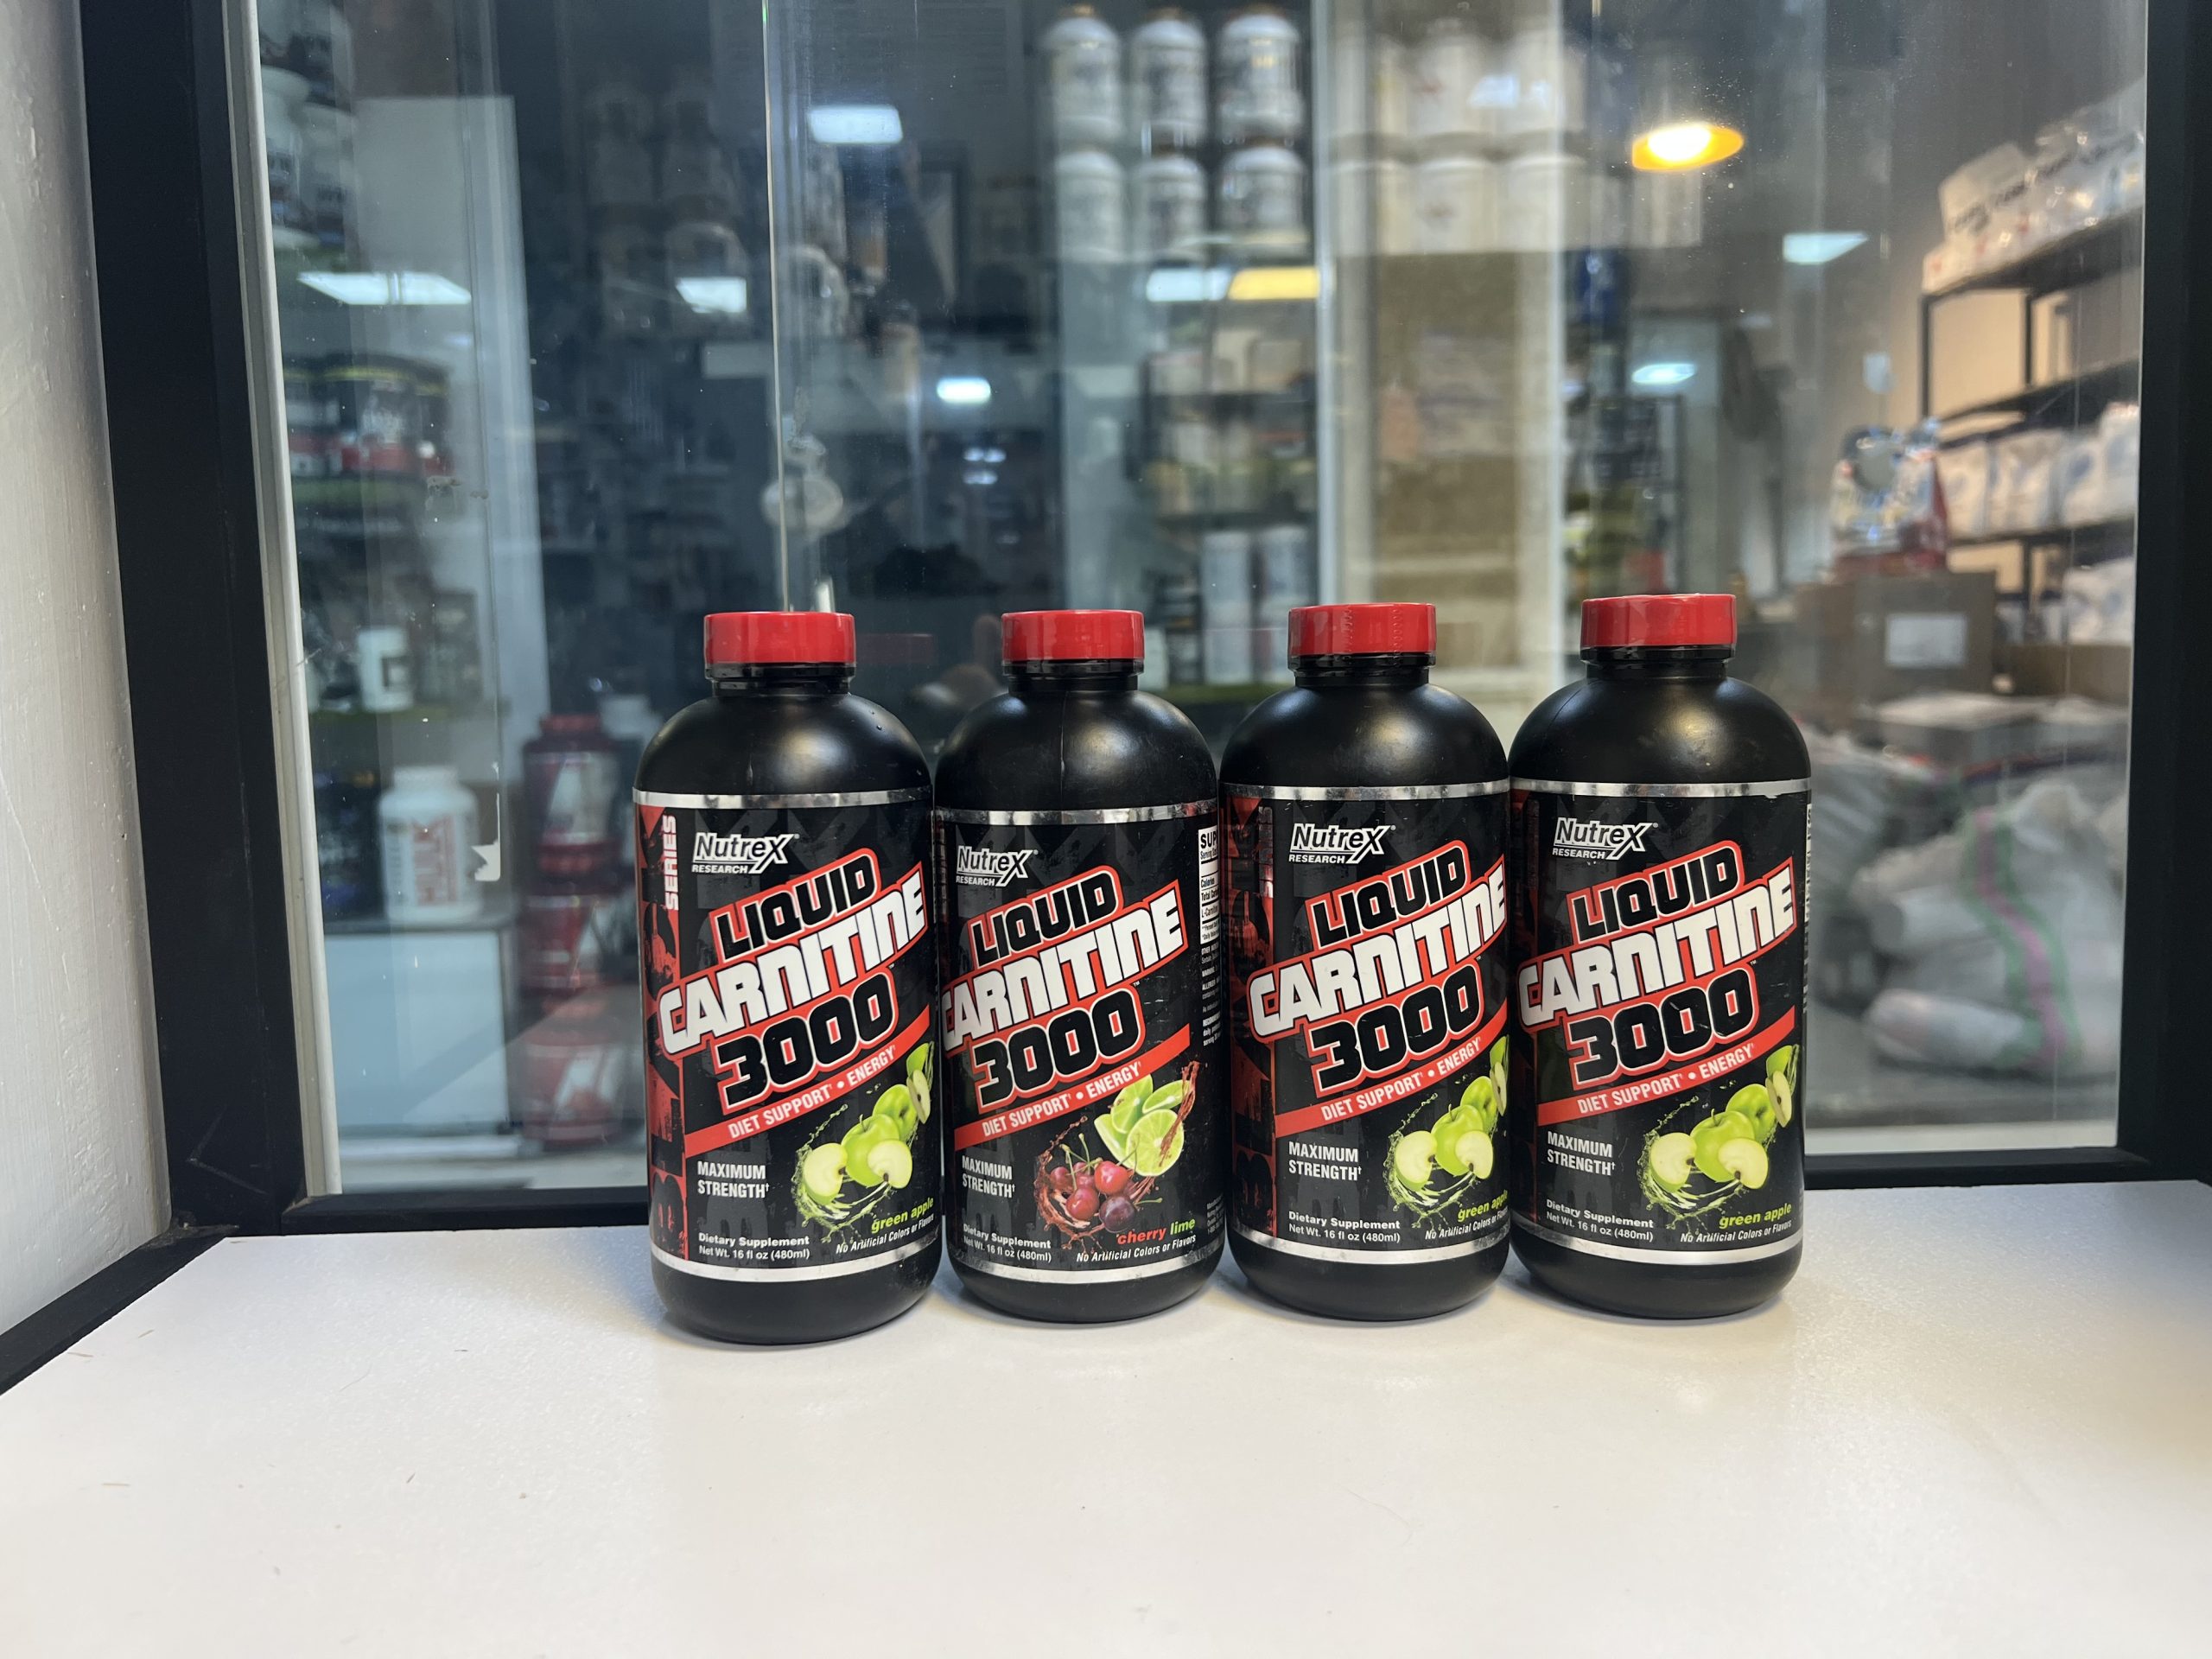 SERIES
BLACK
Nutrex®
RESEARCH
LIQUID
CARNITINE
3000™
DIET SUPPORT† • ENERGY†
MAXIMUM
STRENGTH†
green apple
Dietary Supplement
Net Wt. 16 fl oz (480ml)
No Artificial Colors or Flavors
Nutrex
RESEARCH
LIQUID
CARNITINE
3000™
DIET SUPPORT† • ENERGY†
MAXIMUM
STRENGTH†
cherry lime
Dietary Supplement
Net Wt. 16 fl oz (480ml)
No Artificial Colors or Flavors
SUP
Calories
Nutrex®
RESEARCH
LIQUID
CARNITINE
3000
DIET SUPPORT† • ENERGY†
MAXIMUM
STRENGTH†
green apple
Dietary Supplement
Net Wt. 16 fl oz (480ml)
No Artificial Colors or Flavors
Nutrex®
RESEARCH
LIQUID
CARNITINE
3000™
DIET SUPPORT† • ENERGY†
MAXIMUM
STRENGTH†
green apple
Dietary Supplement
Net Wt. 16 fl oz (480ml)
No Artificial Colors or Flavors